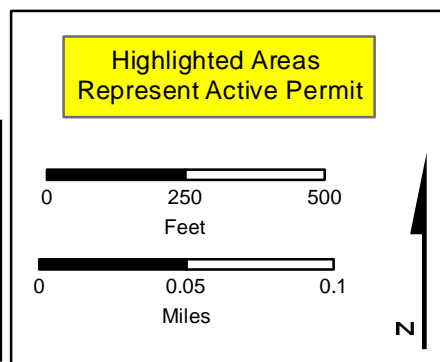 Highlighted Areas
Represent Active Permit
0 250 500
Feet
0 0.05 0.1
Miles
N